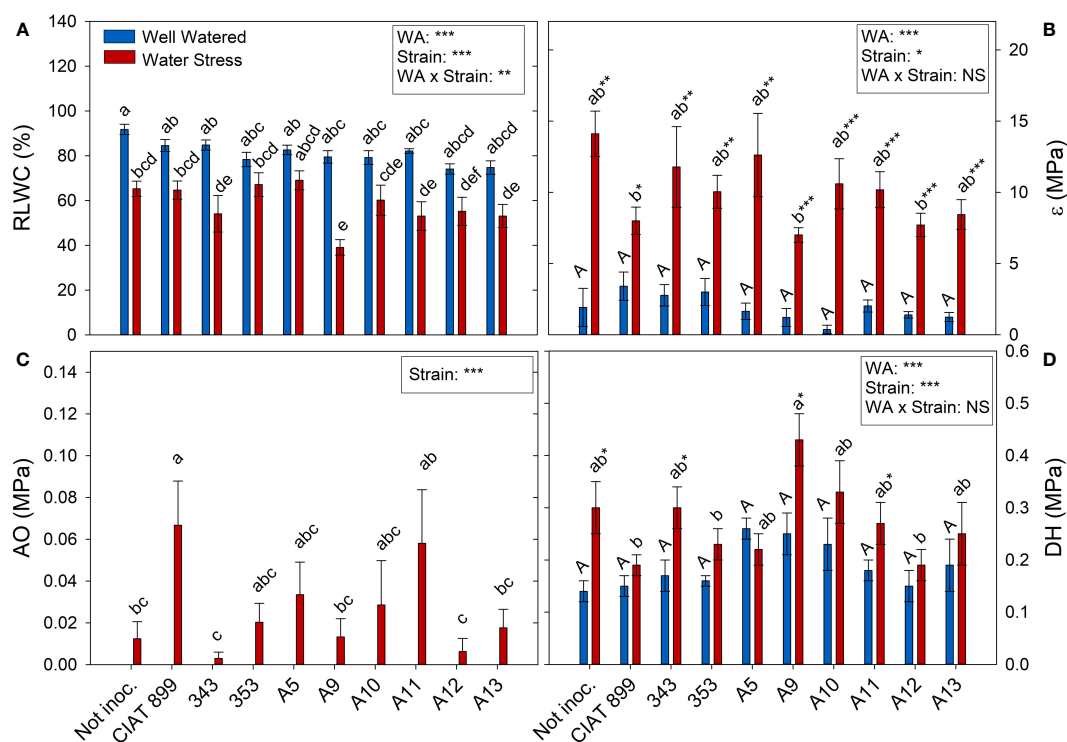 A
140
120
100
80
60
40
20
0
RLWC (%)
Well Watered
Water Stress
WA: ***
Strain: ***
WA x Strain: **
a
bcd
ab
bcd
ab
de
abc
bcd
ab
abcd
abc
e
abc
cde
abc
de
abcd
def
abcd
de
B
20
15
10
5
0
ε (MPa)
WA: ***
Strain: *
WA x Strain: NS
A
ab**
A
b*
A
ab**
A
ab**
A
ab**
A
b***
A
ab***
A
ab***
A
b***
A
ab***
C
0.14
0.12
0.10
0.08
0.06
0.04
0.02
0.00
AO (MPa)
Strain: ***
bc
a
c
abc
abc
bc
abc
ab
c
bc
Not inoc.
CIAT 899
343
353
A5
A9
A10
A11
A12
A13
D
0.6
0.5
0.4
0.3
0.2
0.1
0.0
DH (MPa)
WA: ***
Strain: ***
WA x Strain: NS
A
ab*
A
b
A
ab*
A
b
A
ab
A
a*
A
ab
A
ab*
A
b
A
ab
Not inoc.
CIAT 899
343
353
A5
A9
A10
A11
A12
A13